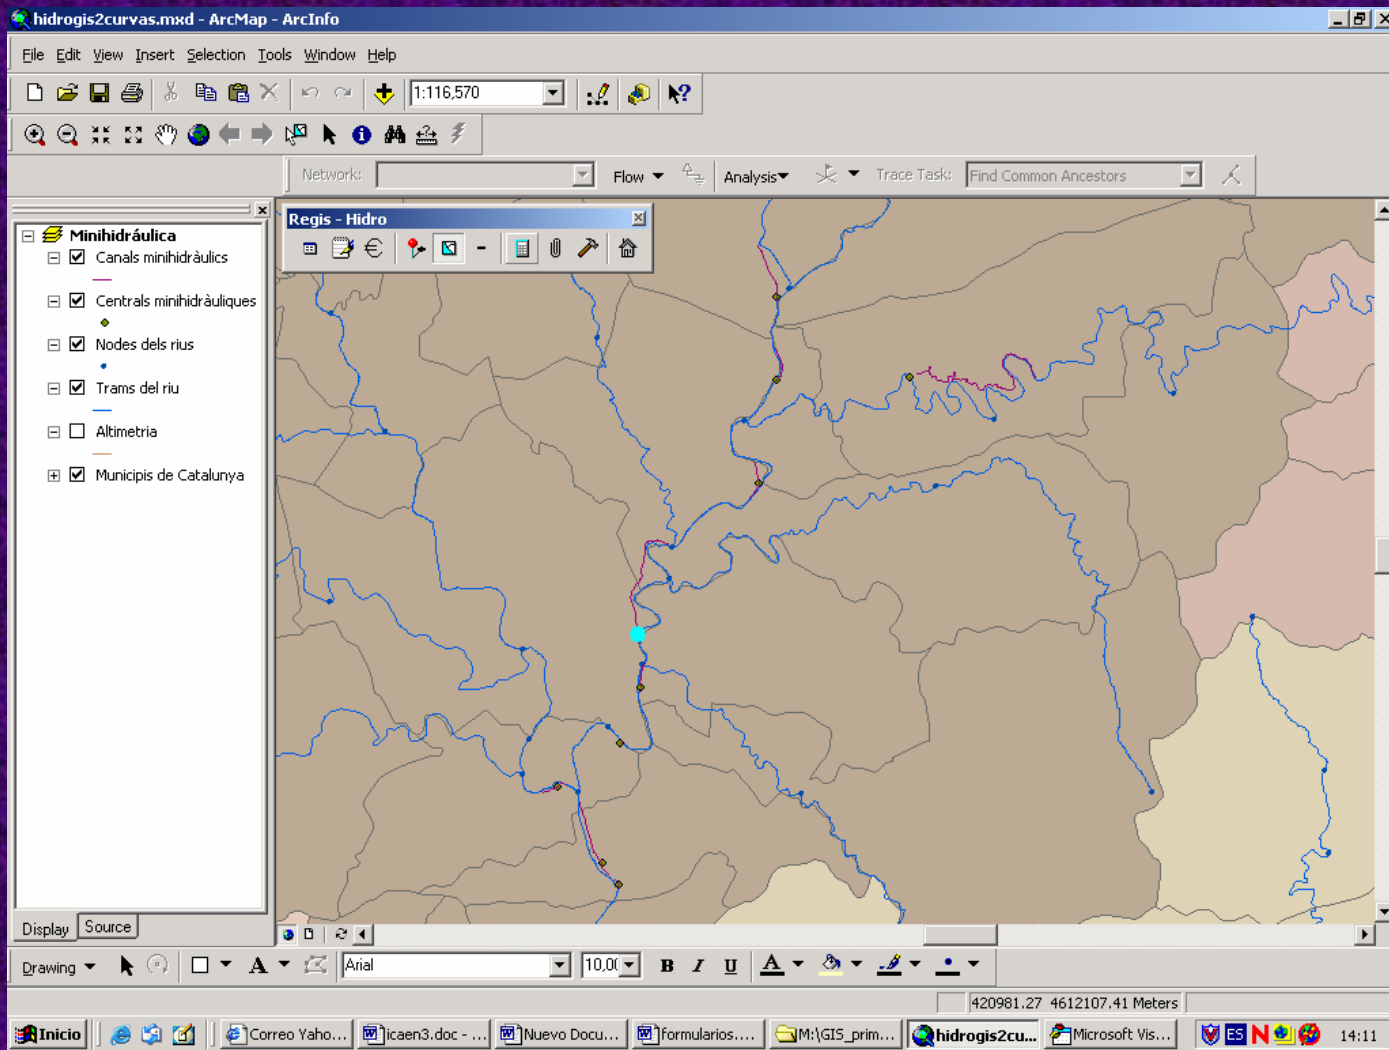 hidrogis2curvas.mxd - ArcMap - ArcInfo
File Edit View Insert Selection Tools Window Help
1:116,570
Network:
Flow
Analysis
Trace Task:
Find Common Ancestors
Minihidráulica
Canals minihidràulics
Centrals minihidràuliques
Nodes dels rius
Trams del riu
Altimetria
Municipis de Catalunya
Regis - Hidro
Display Source
Drawing
A
Arial
10,0(
B I U A
420981.27 4612107.41 Meters
Inicio
Correo Yaho...
icaen3.doc - ...
Nuevo Docu...
formularios....
M:\GIS_prim...
hidrogis2cu...
Microsoft Vis...
ES
N
14:11